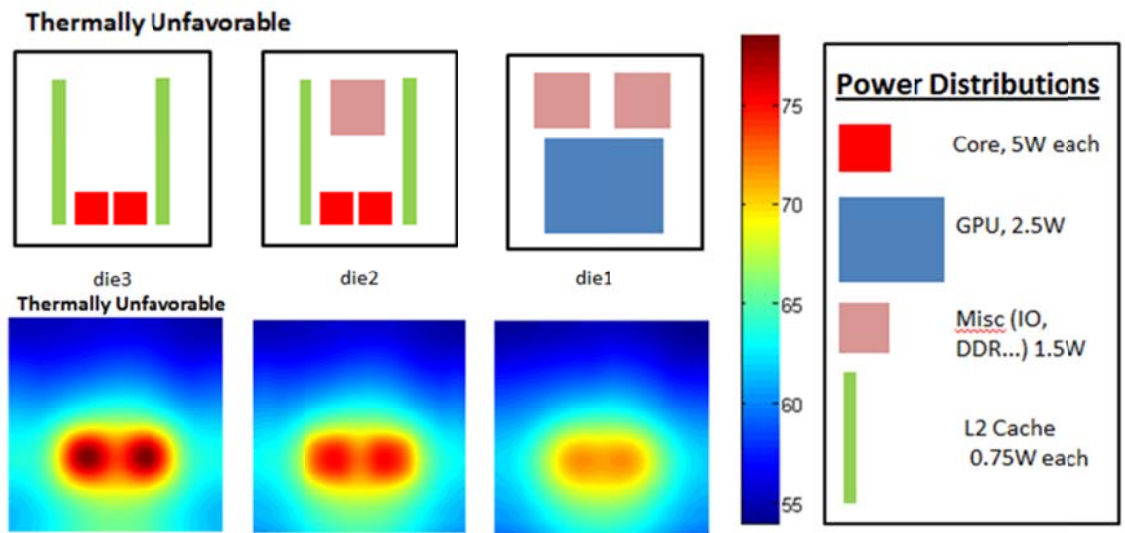 Thermally Unfavorable
die3
die2
die1
Thermally Unfavorable
75
70
65
60
55
Power Distributions
Core, 5W each
GPU, 2.5W
Misc (IO,
DDR...) 1.5W
L2 Cache
0.75W each